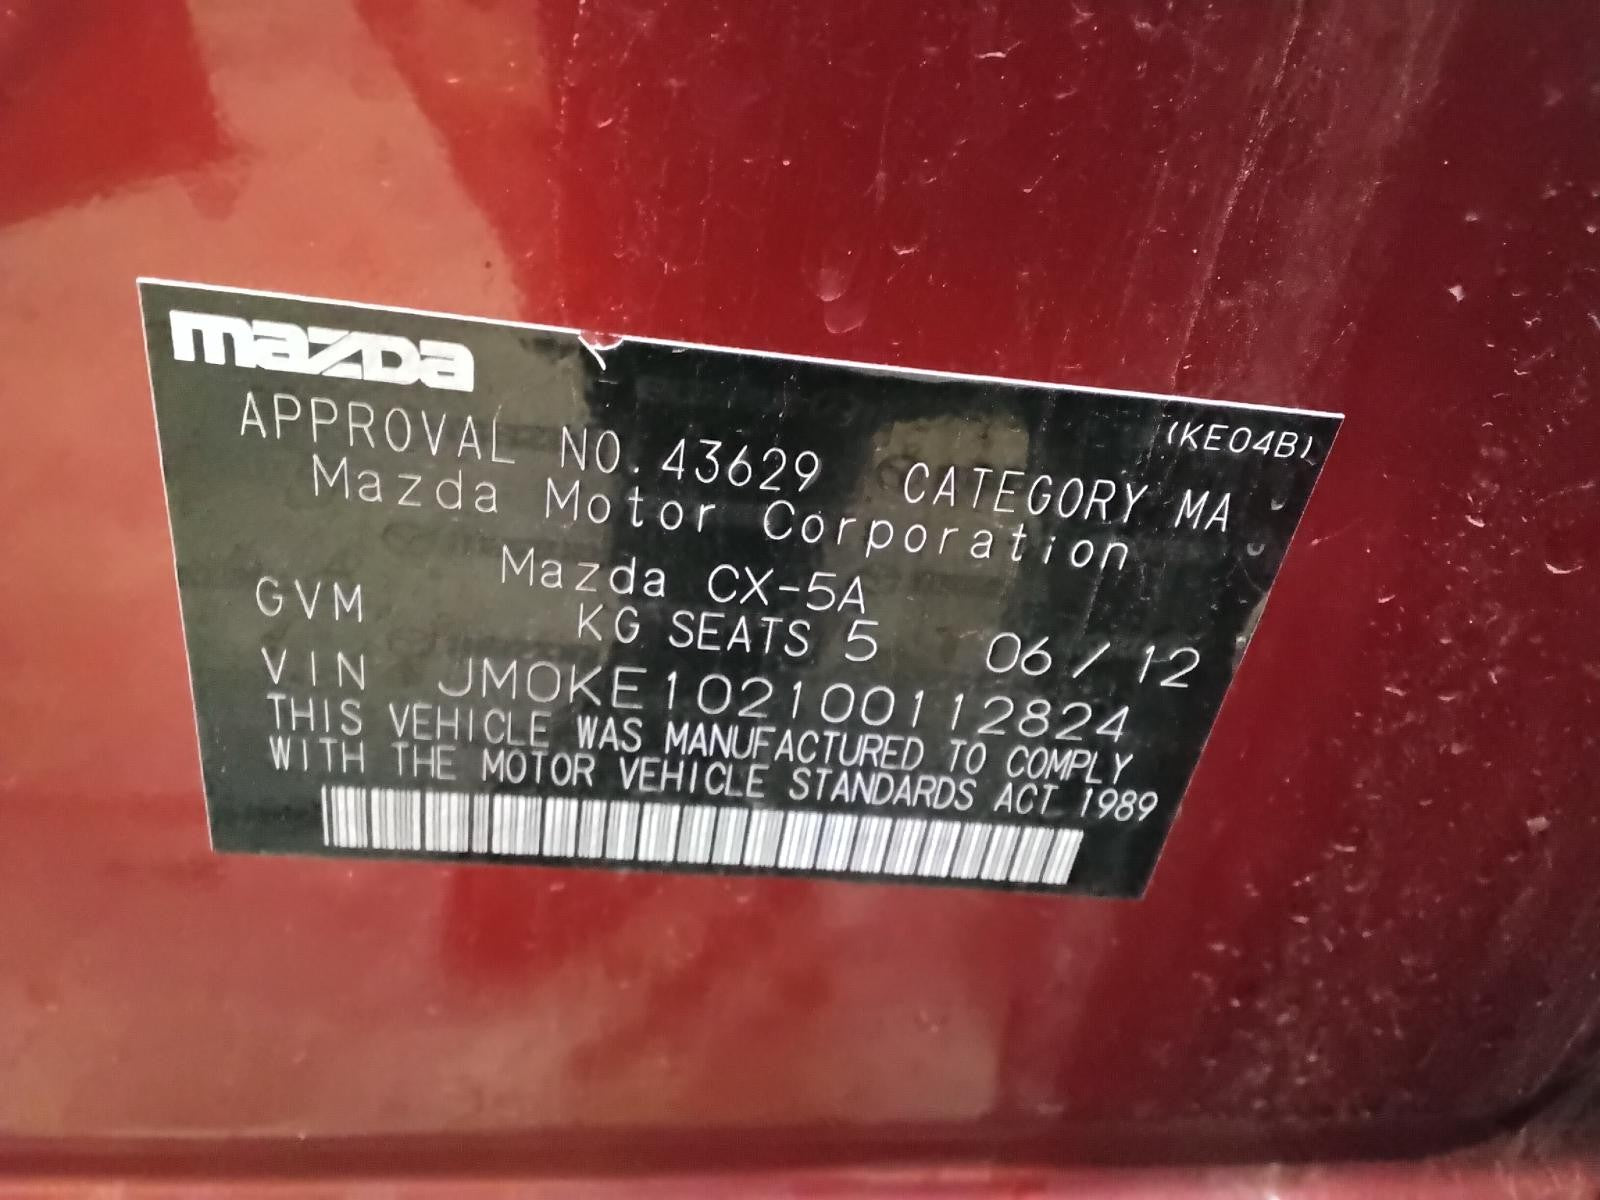 mazda
(KE04B)
APPROVAL NO. 43629 CATEGORY MA
Mazda Motor Corporation
Mazda CX-5A
GVM KG SEATS 5 06/12
VIN JM0KE102100112824
THIS VEHICLE WAS MANUFACTURED TO COMPLY
WITH THE MOTOR VEHICLE STANDARDS ACT 1989